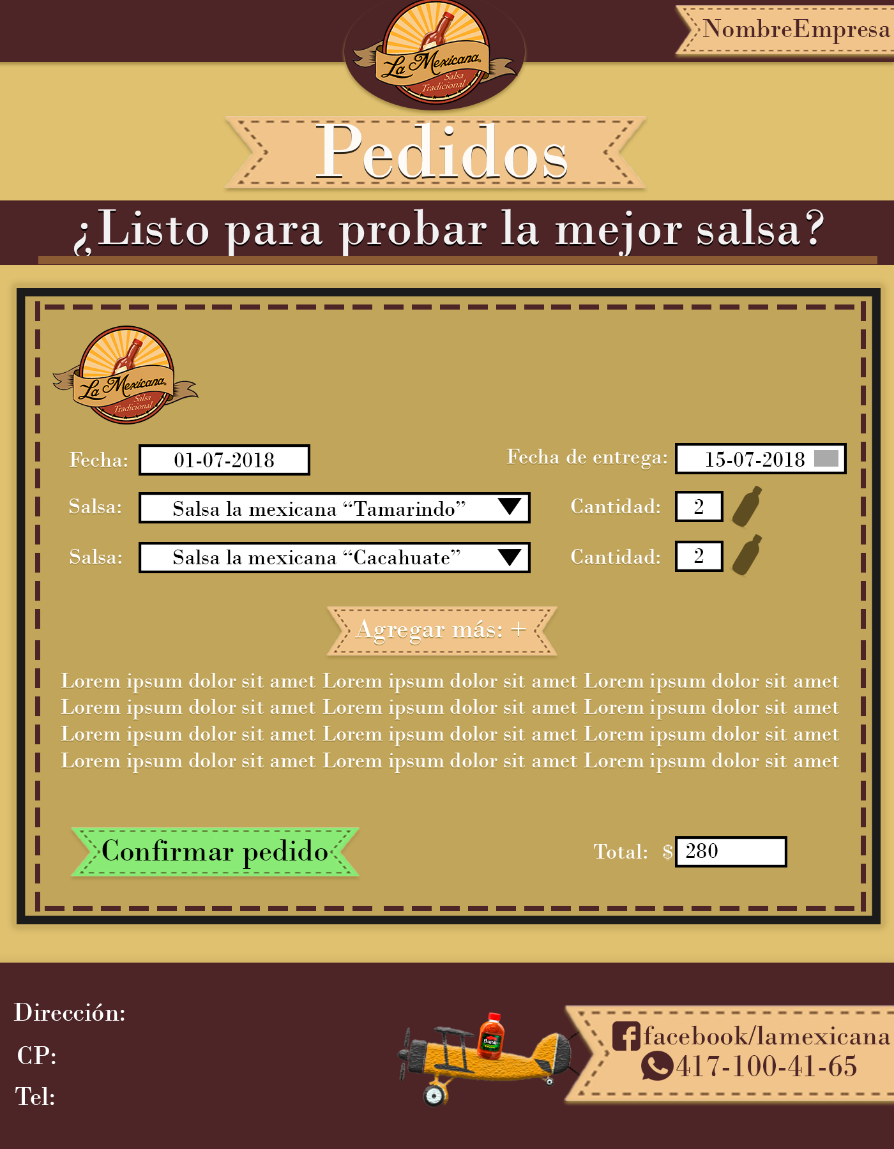 La Mexicana
Salsa
Tradicional
NombreEmpresa
Pedidos
¿Listo para probar la mejor salsa?
La Mexicana
Salsa
Tradicional
Fecha: 01-07-2018 Fecha de entrega: 15-07-2018
Salsa: Salsa la mexicana “Tamarindo” Cantidad: 2
Salsa: Salsa la mexicana “Cacahuate” Cantidad: 2
Agregar más: +
Lorem ipsum dolor sit amet Lorem ipsum dolor sit amet Lorem ipsum dolor sit amet
Lorem ipsum dolor sit amet Lorem ipsum dolor sit amet Lorem ipsum dolor sit amet
Lorem ipsum dolor sit amet Lorem ipsum dolor sit amet Lorem ipsum dolor sit amet
Lorem ipsum dolor sit amet Lorem ipsum dolor sit amet Lorem ipsum dolor sit amet
Confirmar pedido Total: $ 280
Dirección:
CP:
Tel:
facebook/lamexicana
417-100-41-65